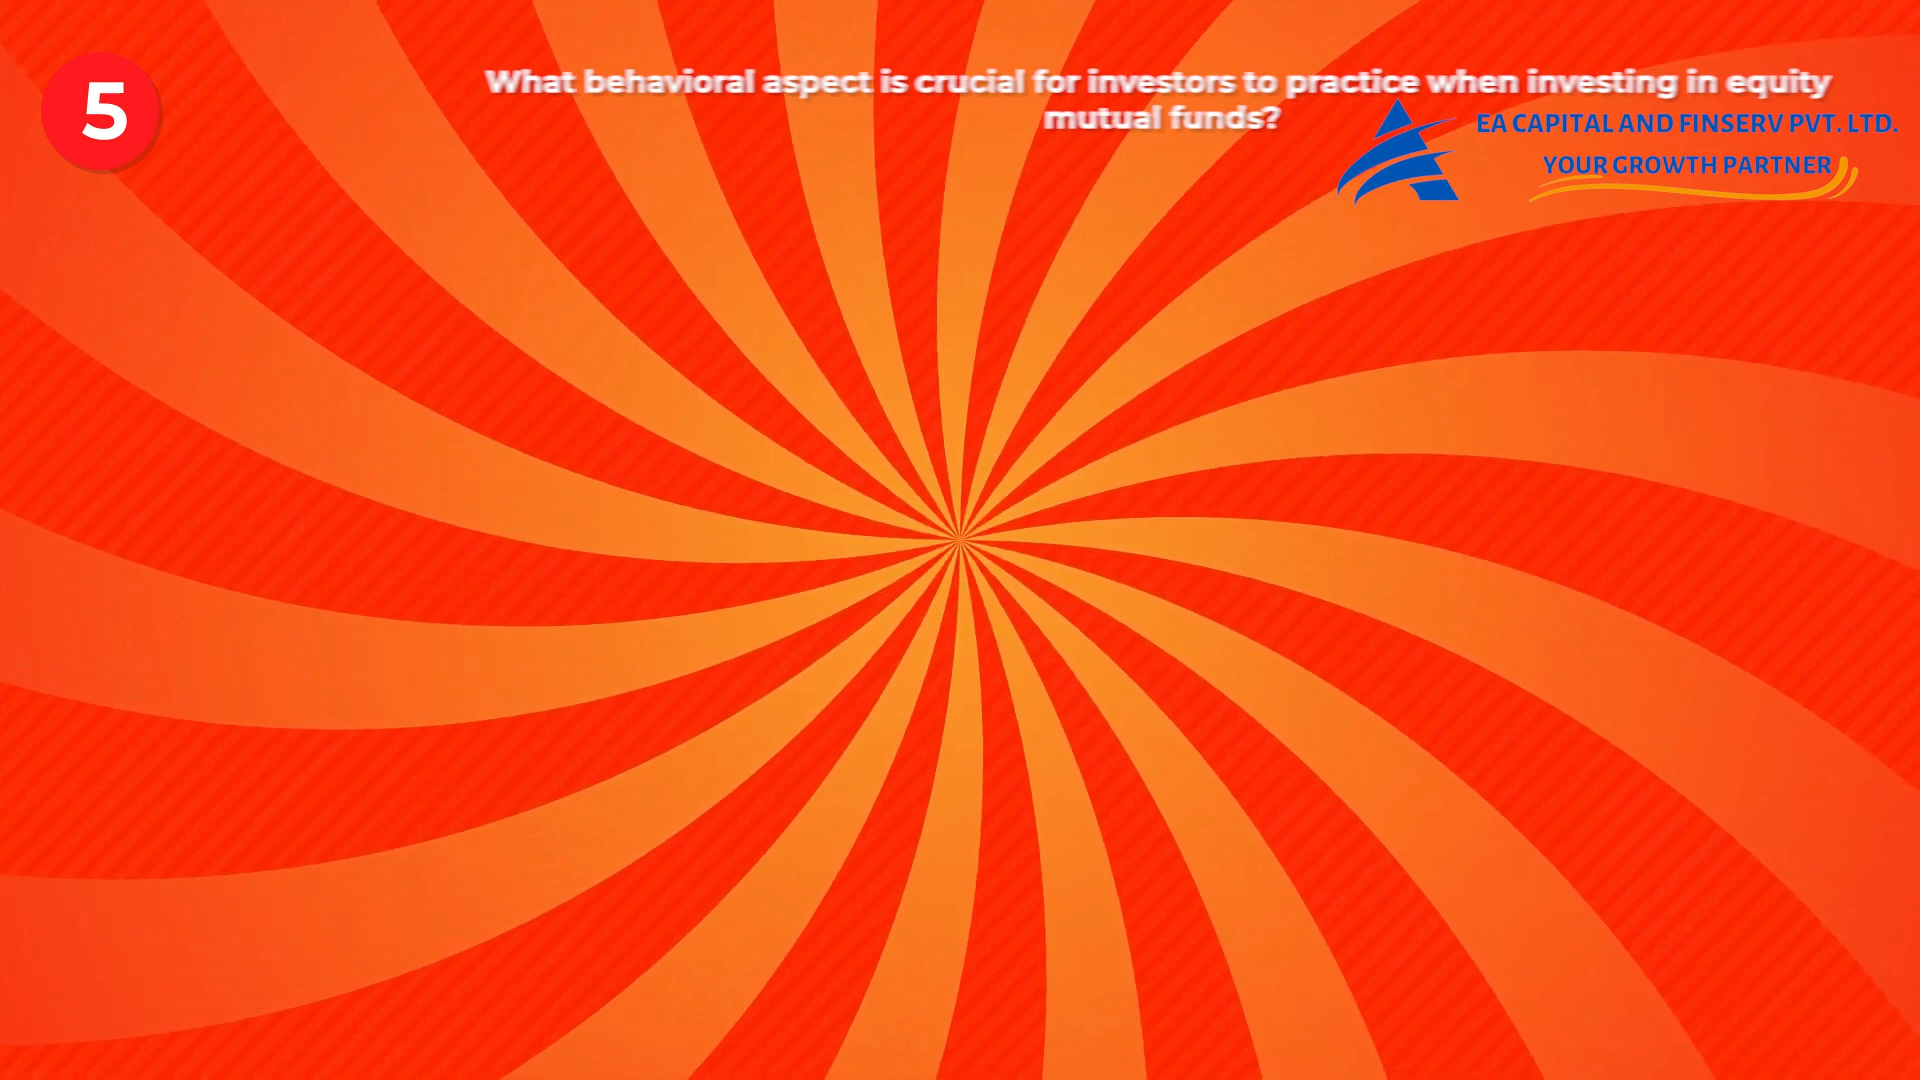 5
What behavioral aspect is crucial for investors to practice when investing in equity
mutual funds?
EA CAPITAL AND FINSERV PVT. LTD.
YOUR GROWTH PARTNER